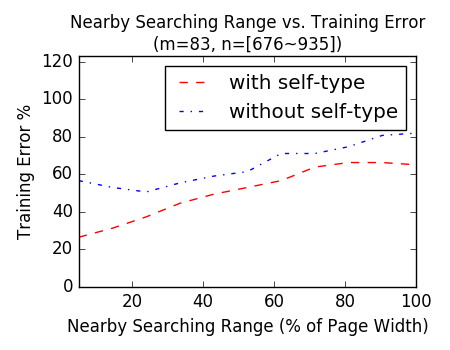 Nearby Searching Range vs. Training Error
(m=83, n=[676~935])
with self-type
without self-type
Training Error %
120
100
80
60
40
20
0
20 40 60 80 100
Nearby Searching Range (% of Page Width)